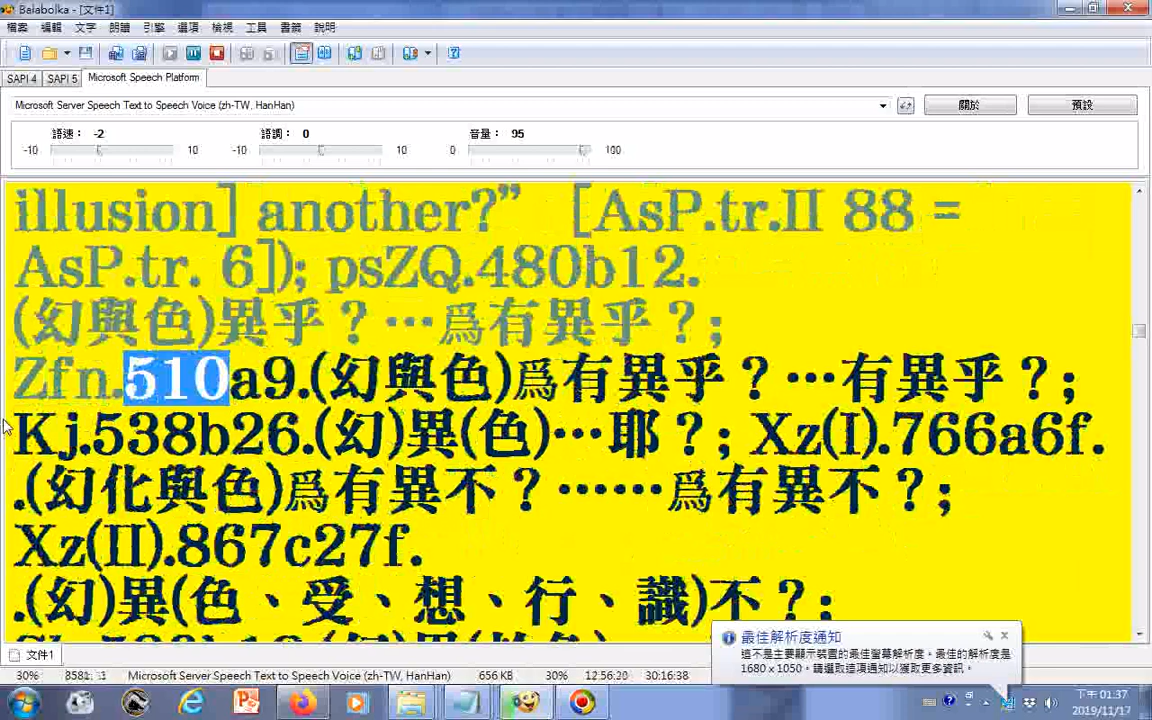 Balabolka - [文件1]
檔案 編輯 文字 朗讀 引擎 選項 檢視 工具 書籤 說明
SAPI 4 SAPI 5 Microsoft Speech Platform
Microsoft Server Speech Text to Speech Voice (zh-TW, HanHan)
關於 預設
語速： -2 語調： 0 音量： 95
-10 10 -10 10 0 100
illusion] another?” [AsP.tr.II 88 =
AsP.tr. 6]); psZQ.480b12.
(幻與色)異乎？…爲有異乎？;
Zfn.510a9.(幻與色)爲有異乎？…有異乎？;
Kj.538b26.(幻)異(色)…耶？; Xz(I).766a6f.
.(幻化與色)爲有異不？……爲有異不？;
Xz(II).867c27f.
.(幻)異(色、受、想、行、識)不？;
最佳解析度通知
這不是主要顯示裝置的最佳螢幕解析度。最佳的解析度是
1680 x 1050。請選取這項通知以獲取更多資訊。
文件1
30% Microsoft Server Speech Text to Speech Voice (zh-TW, HanHan) 656 KB 30% 12:56:20 30:16:38
下午 01:37
2019/11/17